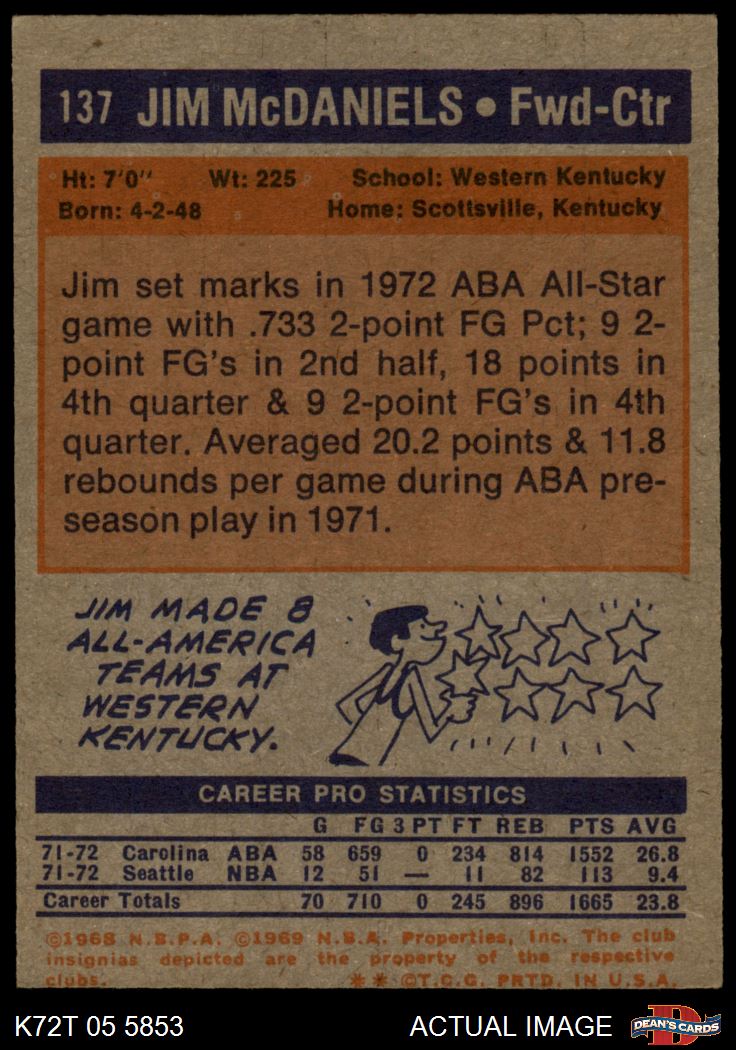 137 JIM McDANIELS • Fwd-Ctr
Ht: 7'0" Wt: 225 School: Western Kentucky
Born: 4-2-48 Home: Scottsville, Kentucky
Jim set marks in 1972 ABA All-Star
game with .733 2-point FG Pct; 9 2-
point FG's in 2nd half, 18 points in
4th quarter & 9 2-point FG's in 4th
quarter. Averaged 20.2 points & 11.8
rebounds per game during ABA pre-
season play in 1971.
JIM MADE 8
ALL-AMERICA
TEAMS AT
WESTERN
KENTUCKY.
CAREER PRO STATISTICS
G FG 3 PT FT REB PTS AVG
71-72 Carolina ABA 58 659 0 234 814 1552 26.8
71-72 Seattle NBA 12 51 — 11 82 113 9.4
Career Totals 70 710 0 245 896 1665 23.8
©1968 N.B.P.A. ©1969 N.B.A. Properties, Inc. The club
insignias depicted are the property of the respective
clubs. ** ©T.C.G. PRTD. IN U.S.A.
K72T 05 5853 ACTUAL IMAGE DEAN'S CARDS